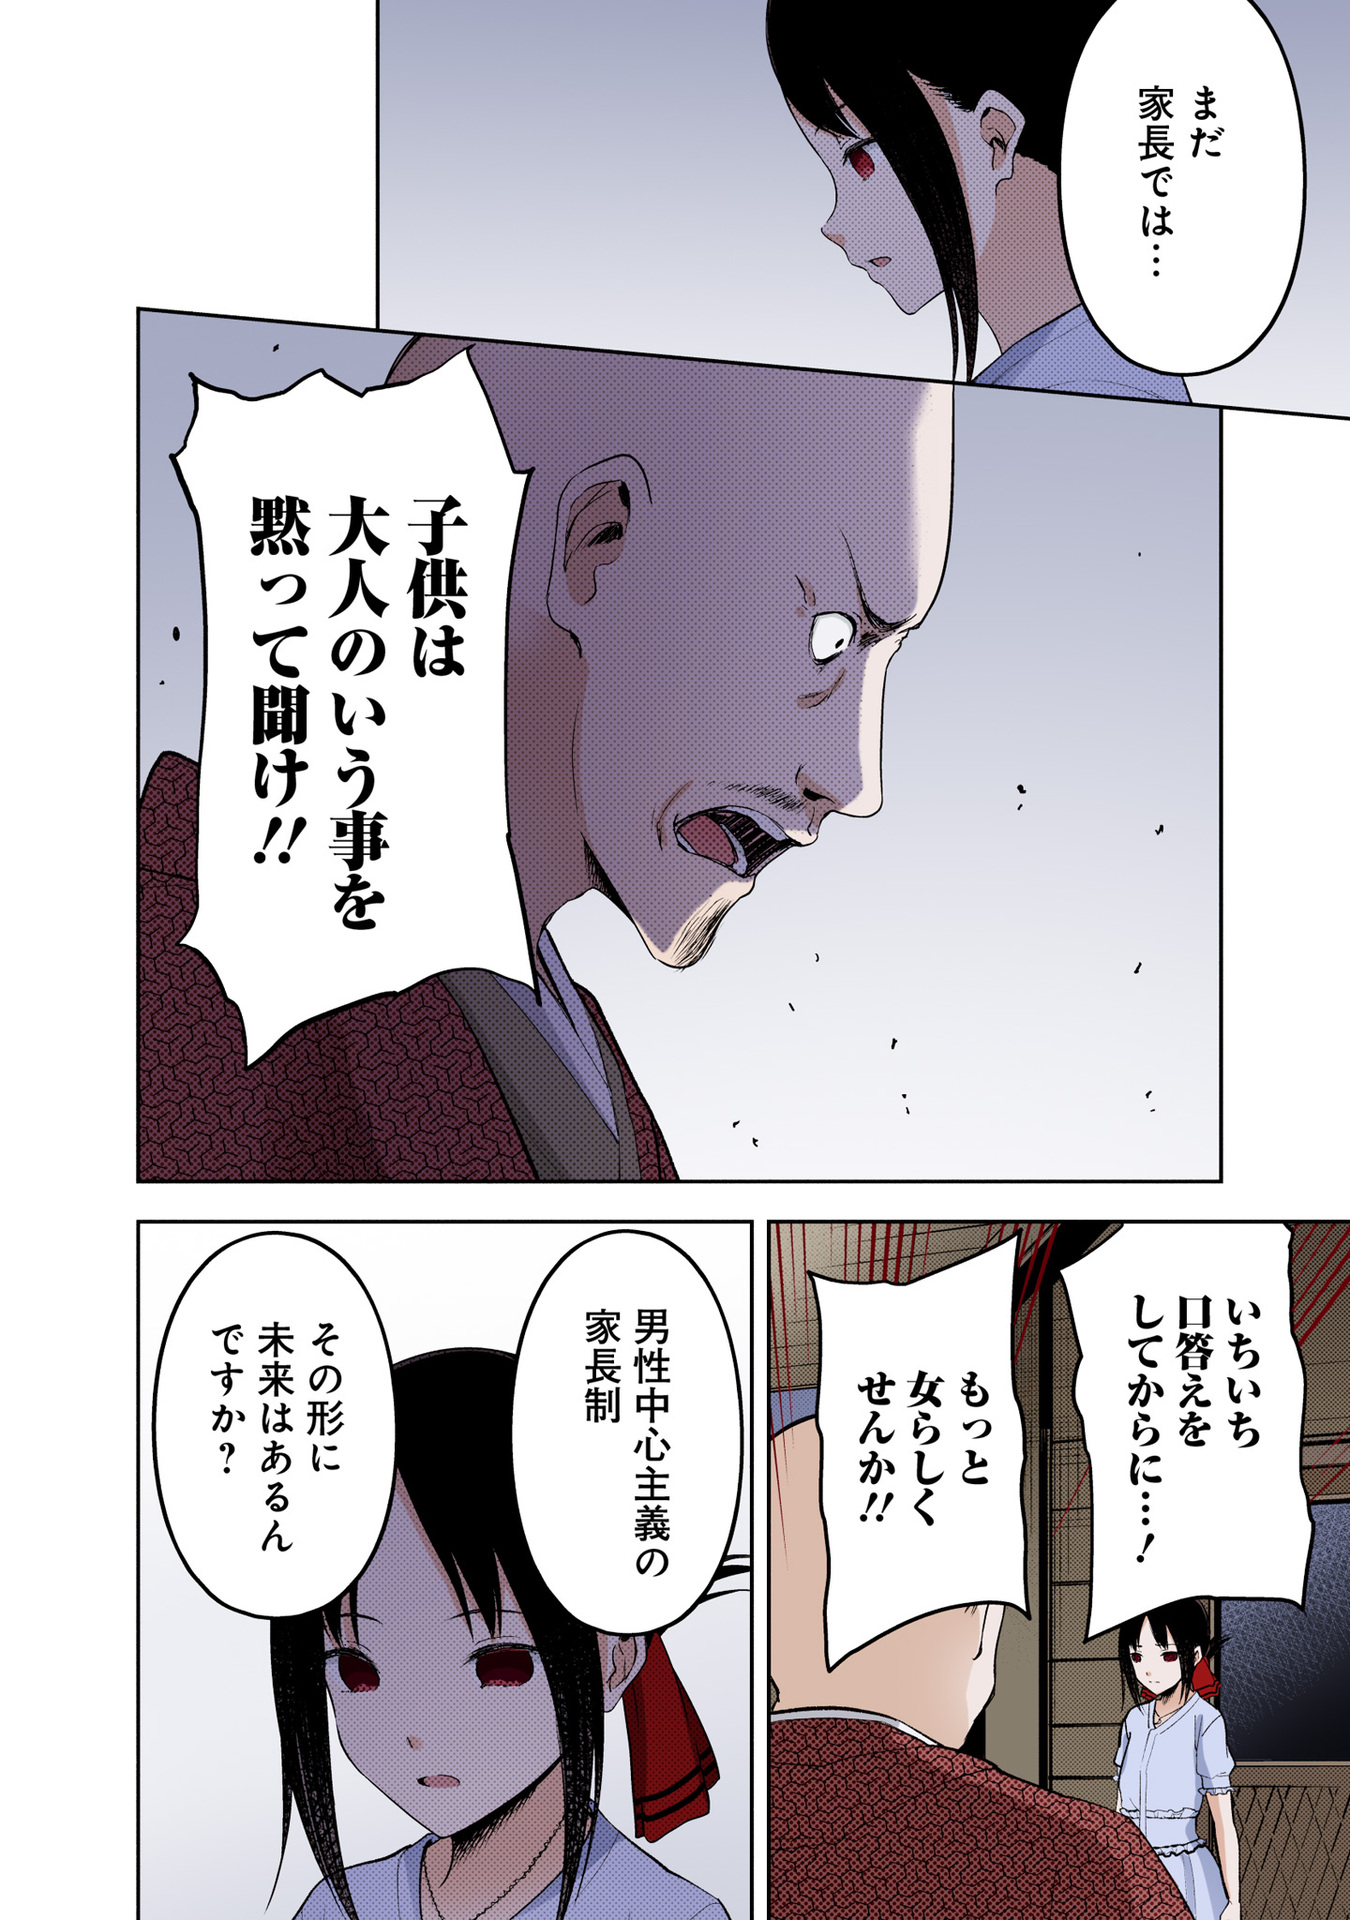 まだ
家長では…
子供は
大人のいう事を
黙って聞け!!
いちいち
口答えを
してからに…！
もっと
女らしく
せんか!!
男性中心主義の
家長制
その形に
未来はあるん
ですか？